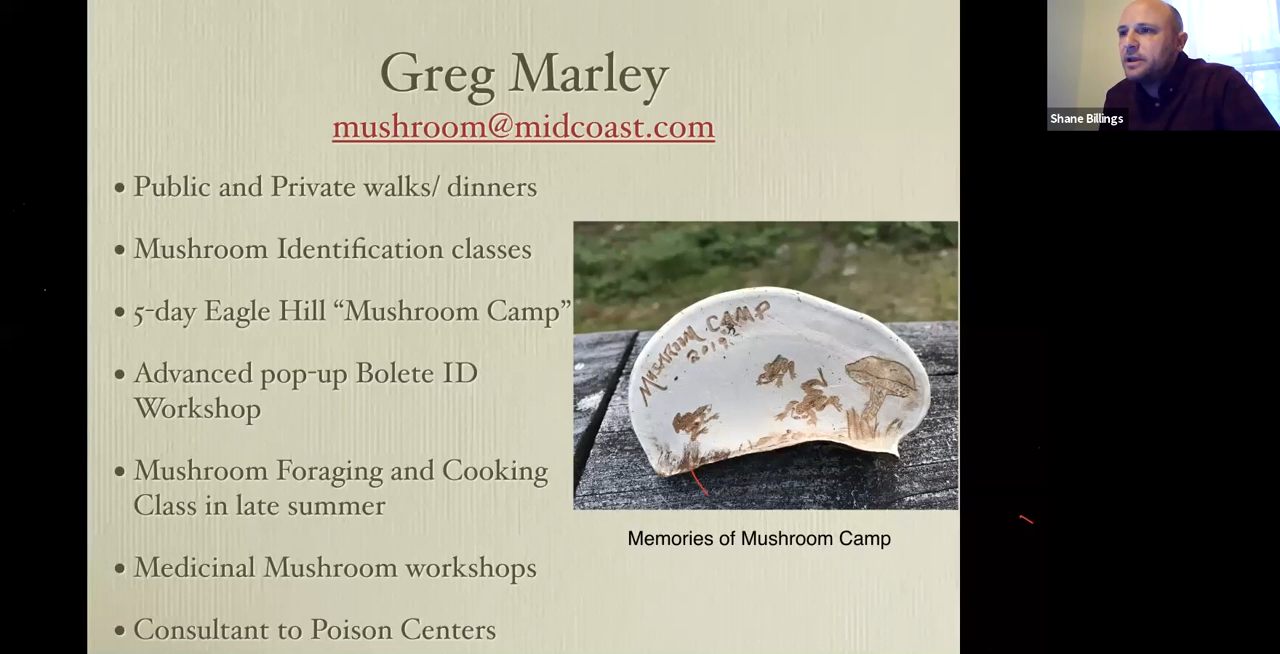 Greg Marley
mushroom@midcoast.com
• Public and Private walks/ dinners
• Mushroom Identification classes
• 5-day Eagle Hill “Mushroom Camp”
• Advanced pop-up Bolete ID
Workshop
• Mushroom Foraging and Cooking
Class in late summer
• Medicinal Mushroom workshops
• Consultant to Poison Centers
MUSHROOM CAMP
2019
Memories of Mushroom Camp
Shane Billings